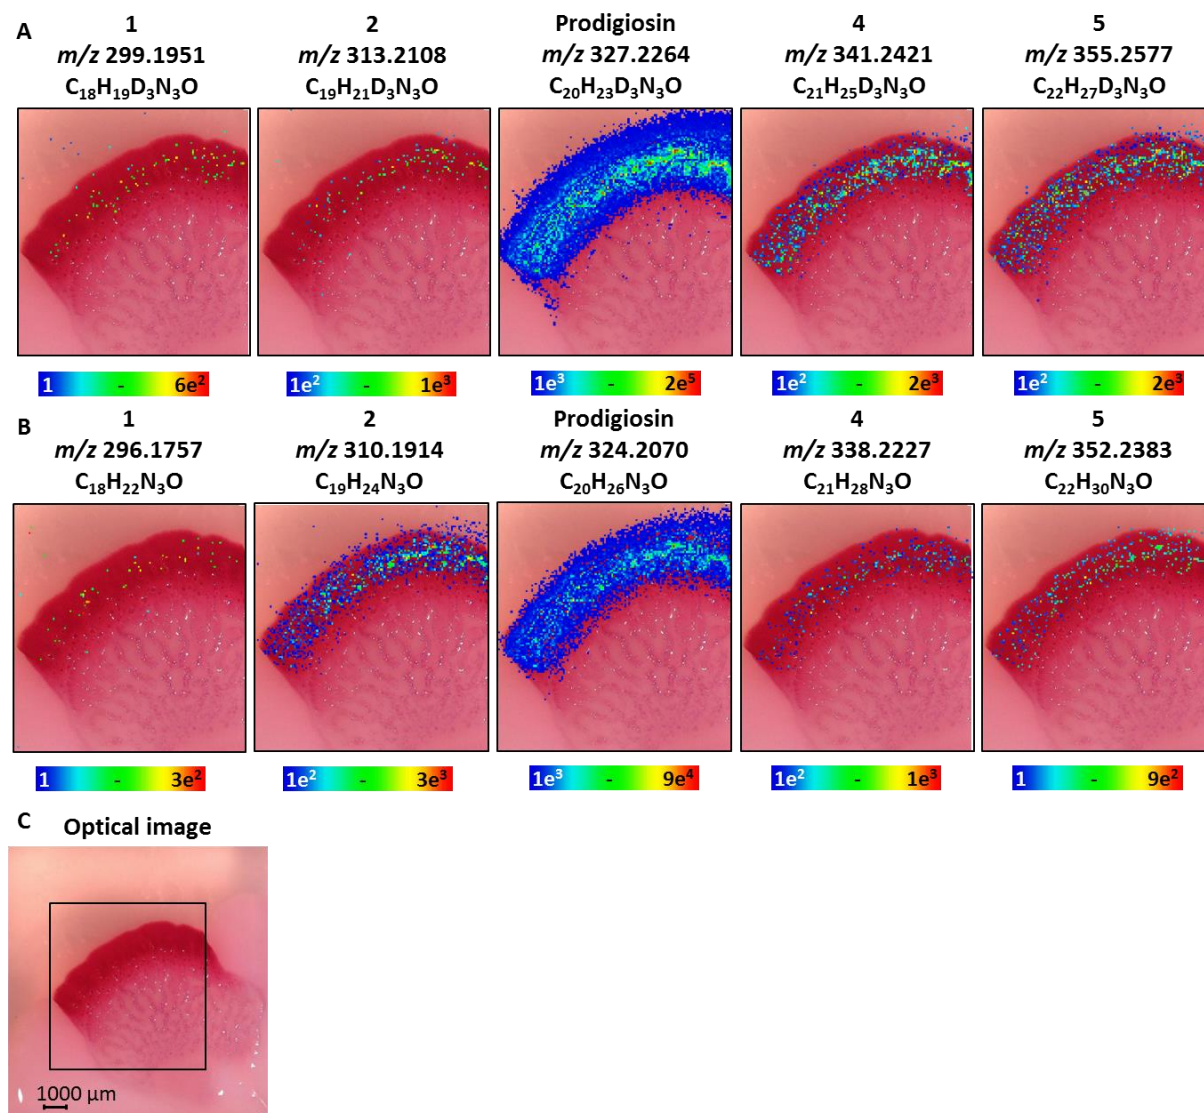 A
1
m/z 299.1951
C₁₈H₁₉D₃N₃O
2
m/z 313.2108
C₁₉H₂₁D₃N₃O
Prodigiosin
m/z 327.2264
C₂₀H₂₃D₃N₃O
4
m/z 341.2421
C₂₁H₂₅D₃N₃O
5
m/z 355.2577
C₂₂H₂₇D₃N₃O
1 - 6e²
1e² - 1e³
1e³ - 2e⁵
1e² - 2e³
1e² - 2e³
B
1
m/z 296.1757
C₁₈H₂₂N₃O
2
m/z 310.1914
C₁₉H₂₄N₃O
Prodigiosin
m/z 324.2070
C₂₀H₂₆N₃O
4
m/z 338.2227
C₂₁H₂₈N₃O
5
m/z 352.2383
C₂₂H₃₀N₃O
1 - 3e²
1e² - 3e³
1e³ - 9e⁴
1e² - 1e³
1 - 9e²
C
Optical image
1000 µm